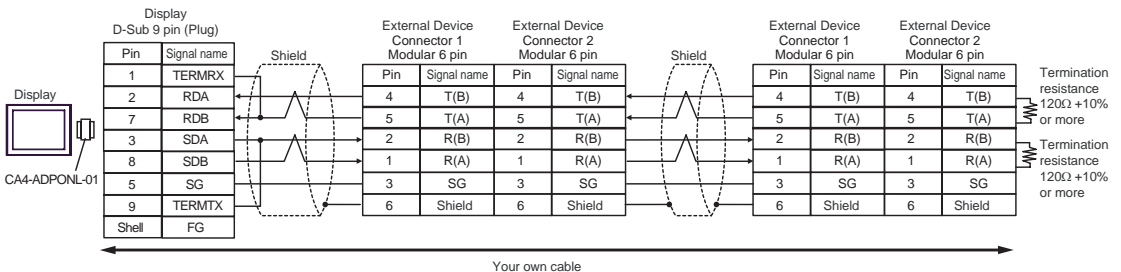 Display
D-Sub 9 pin (Plug)
Pin Signal name
1 TERMRX
2 RDA
7 RDB
3 SDA
8 SDB
5 SG
9 TERMTX
Shell FG
Display
CA4-ADPONL-01
Shield
External Device
Connector 1
Modular 6 pin
External Device
Connector 2
Modular 6 pin
Pin Signal name Pin Signal name
4 T(B) 4 T(B)
5 T(A) 5 T(A)
2 R(B) 2 R(B)
1 R(A) 1 R(A)
3 SG 3 SG
6 Shield 6 Shield
Shield
External Device
Connector 1
Modular 6 pin
External Device
Connector 2
Modular 6 pin
Pin Signal name Pin Signal name
4 T(B) 4 T(B)
5 T(A) 5 T(A)
2 R(B) 2 R(B)
1 R(A) 1 R(A)
3 SG 3 SG
6 Shield 6 Shield
Termination
resistance
120Ω +10%
or more
Termination
resistance
120Ω +10%
or more
Your own cable